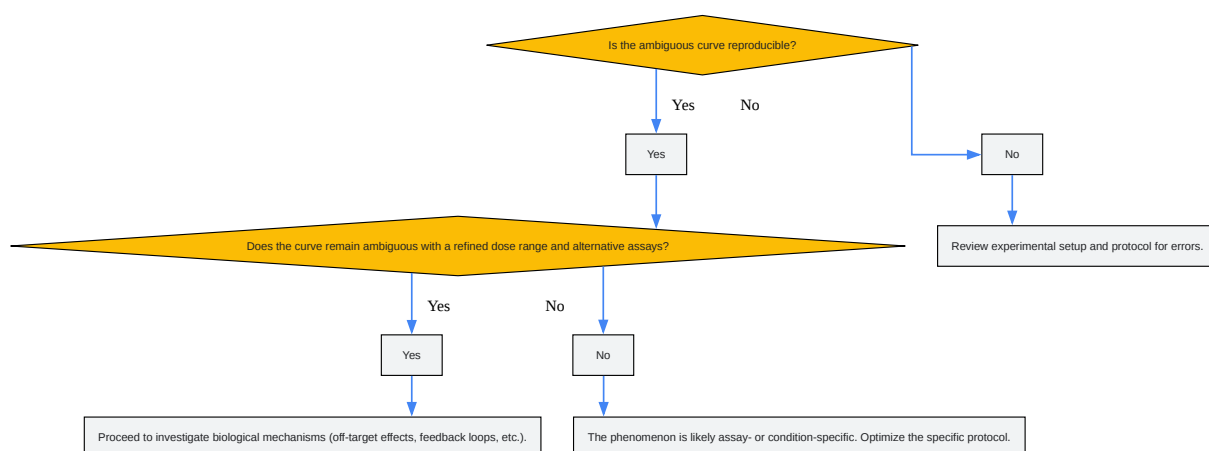 Is the ambiguous curve reproducible?
Yes
No
Yes
No
Does the curve remain ambiguous with a refined dose range and alternative assays?
Review experimental setup and protocol for errors.
Yes
No
Yes
No
Proceed to investigate biological mechanisms (off-target effects, feedback loops, etc.).
The phenomenon is likely assay- or condition-specific. Optimize the specific protocol.